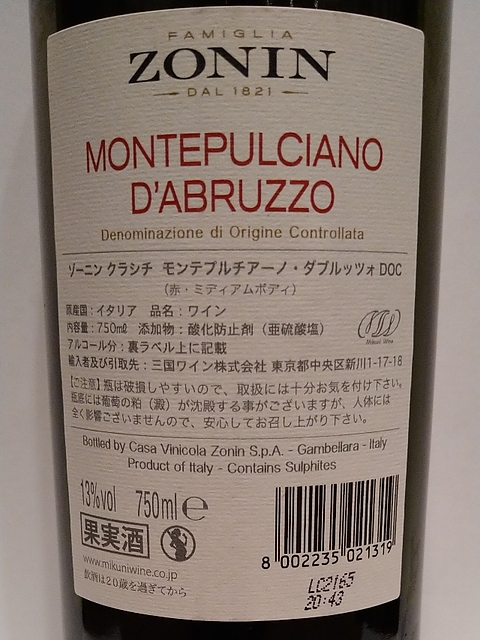 FAMIGLIA
ZONIN
DAL 1821
MONTEPULCIANO
D'ABRUZZO
Denominazione di Origine Controllata
ゾーニン クラシチ モンテプルチアーノ・ダブルッツォ DOC
(赤・ミディアムボディ)
原産国：イタリア 品名：ワイン
内容量：750mℓ 添加物：酸化防止剤（亜硫酸塩）
アルコール分：裏ラベル上に記載
輸入者及び引取先：三国ワイン株式会社 東京都中央区新川1-17-18
【ご注意】瓶は破損しやすいので、取扱には十分お気を付け下さい。
瓶底には葡萄の粕（澱）が沈殿する事がございますが、人体には
全く影響ございませんので、安心してお召し上がり下さい。
Mikuni Wine
Bottled by Casa Vinicola Zonin S.p.A. - Gambellara - Italy
Product of Italy - Contains Sulphites
13%vol 750ml e
果実酒
www.mikuniwine.co.jp
飲酒は20歳を過ぎてから
8 002235 021319
LC2165
20:43